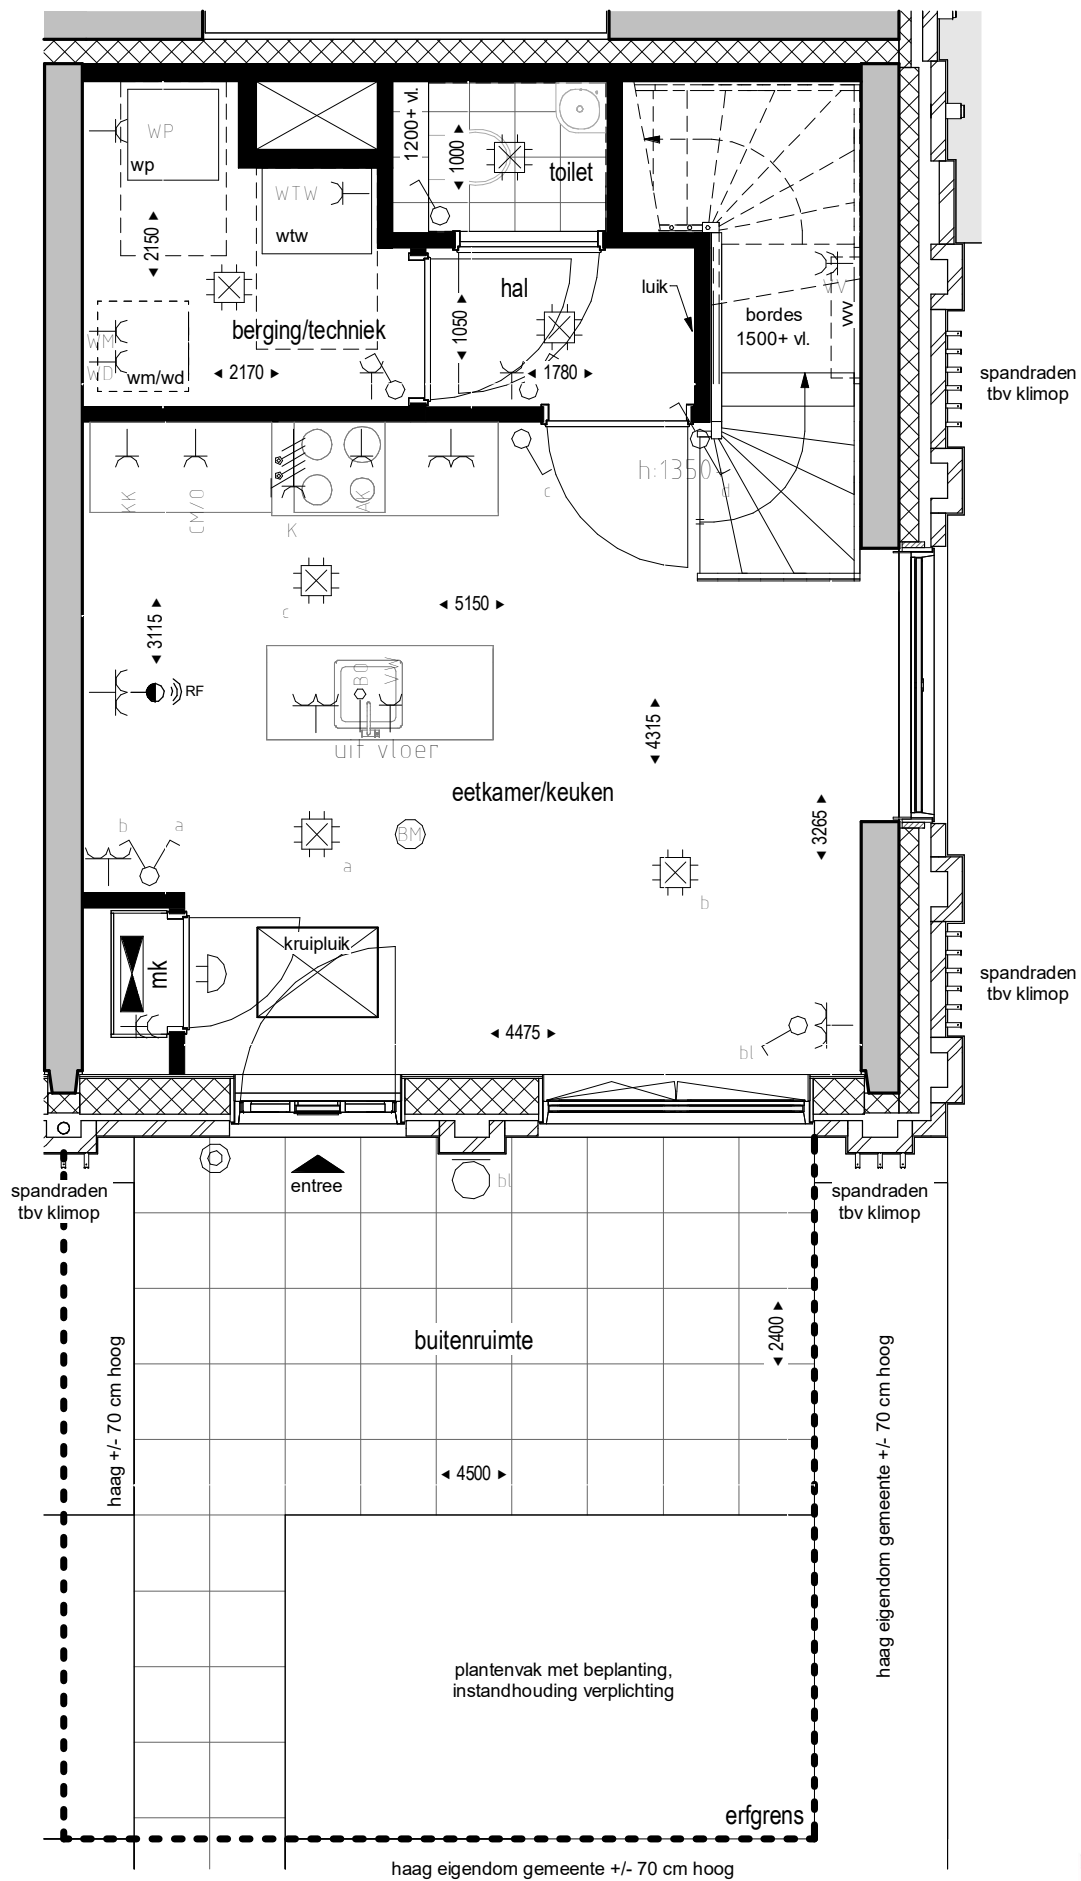 WP
wp
1200+ vl.
1000
toilet
WTW
wtw
2150
hal
luik
bordes
1500+ vl.
VV
vv
1050
berging/techniek
WM
WD
wm/wd
2170
1780
spandraden
tbv klimop
h:1350
c
d
KK
CM/O
K
AK
c
5150
3115
RF
BO
VW
uit vloer
4315
eetkamer/keuken
3265
b
a
BM
a
b
kruipluik
mk
4475
bl
spandraden
tbv klimop
entree
bl
spandraden
tbv klimop
spandraden
tbv klimop
buitenruimte
2400
haag +/- 70 cm hoog
haag eigendom gemeente +/- 70 cm hoog
4500
plantenvak met beplanting,
instandhouding verplichting
erfgrens
haag eigendom gemeente +/- 70 cm hoog